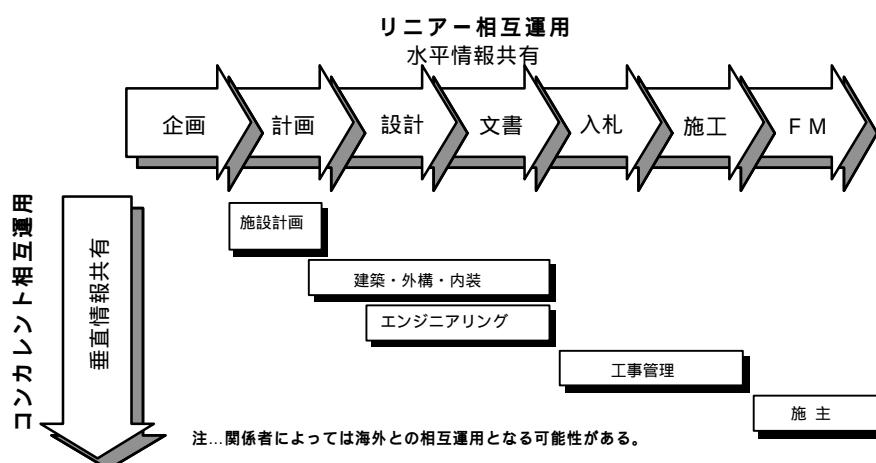 リニアー相互運用
水平情報共有
企画
計画
設計
文書
入札
施工
ＦＭ
コンカレント相互運用
垂直情報共有
施設計画
建築・外構・内装
エンジニアリング
工事管理
施 主
注…関係者によっては海外との相互運用となる可能性がある。